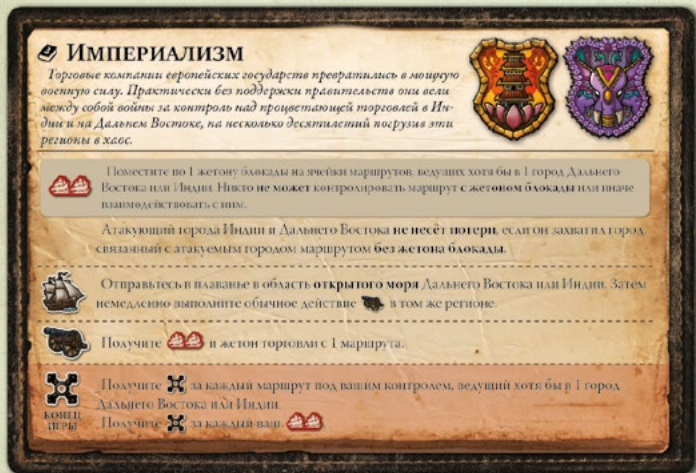 Империализм
Торговые компании европейских государств превратились в мощную
военную силу. Практически без поддержки правительств они вели
между собой войны за контроль над процветающей торговлей в Ин-
дии и на Дальнем Востоке, на несколько десятилетий погрузив эти
регионы в хаос.
Поместите по 1 жетону блокады на ячейки маршрутов, ведущих хотя бы в 1 город Дальнего
Востока или Индии. Никто не может контролировать маршрут с жетоном блокады или иначе
взаимодействовать с ним.
Атакующий города Индии и Дальнего Востока не несёт потери, если он захватил город,
связанный с атакуемым городом маршрутом без жетона блокады.
Отправьтесь в плаванье в область открытого моря Дальнего Востока или Индии. Затем
немедленно выполните обычное действие в том же регионе.
Получите и жетон торговли с 1 маршрута.
Получите за каждый маршрут под вашим контролем, ведущий хотя бы в 1 город
Дальнего Востока или Индии.
КОНЕЦ
ИГРЫ
Получите за каждый ваш